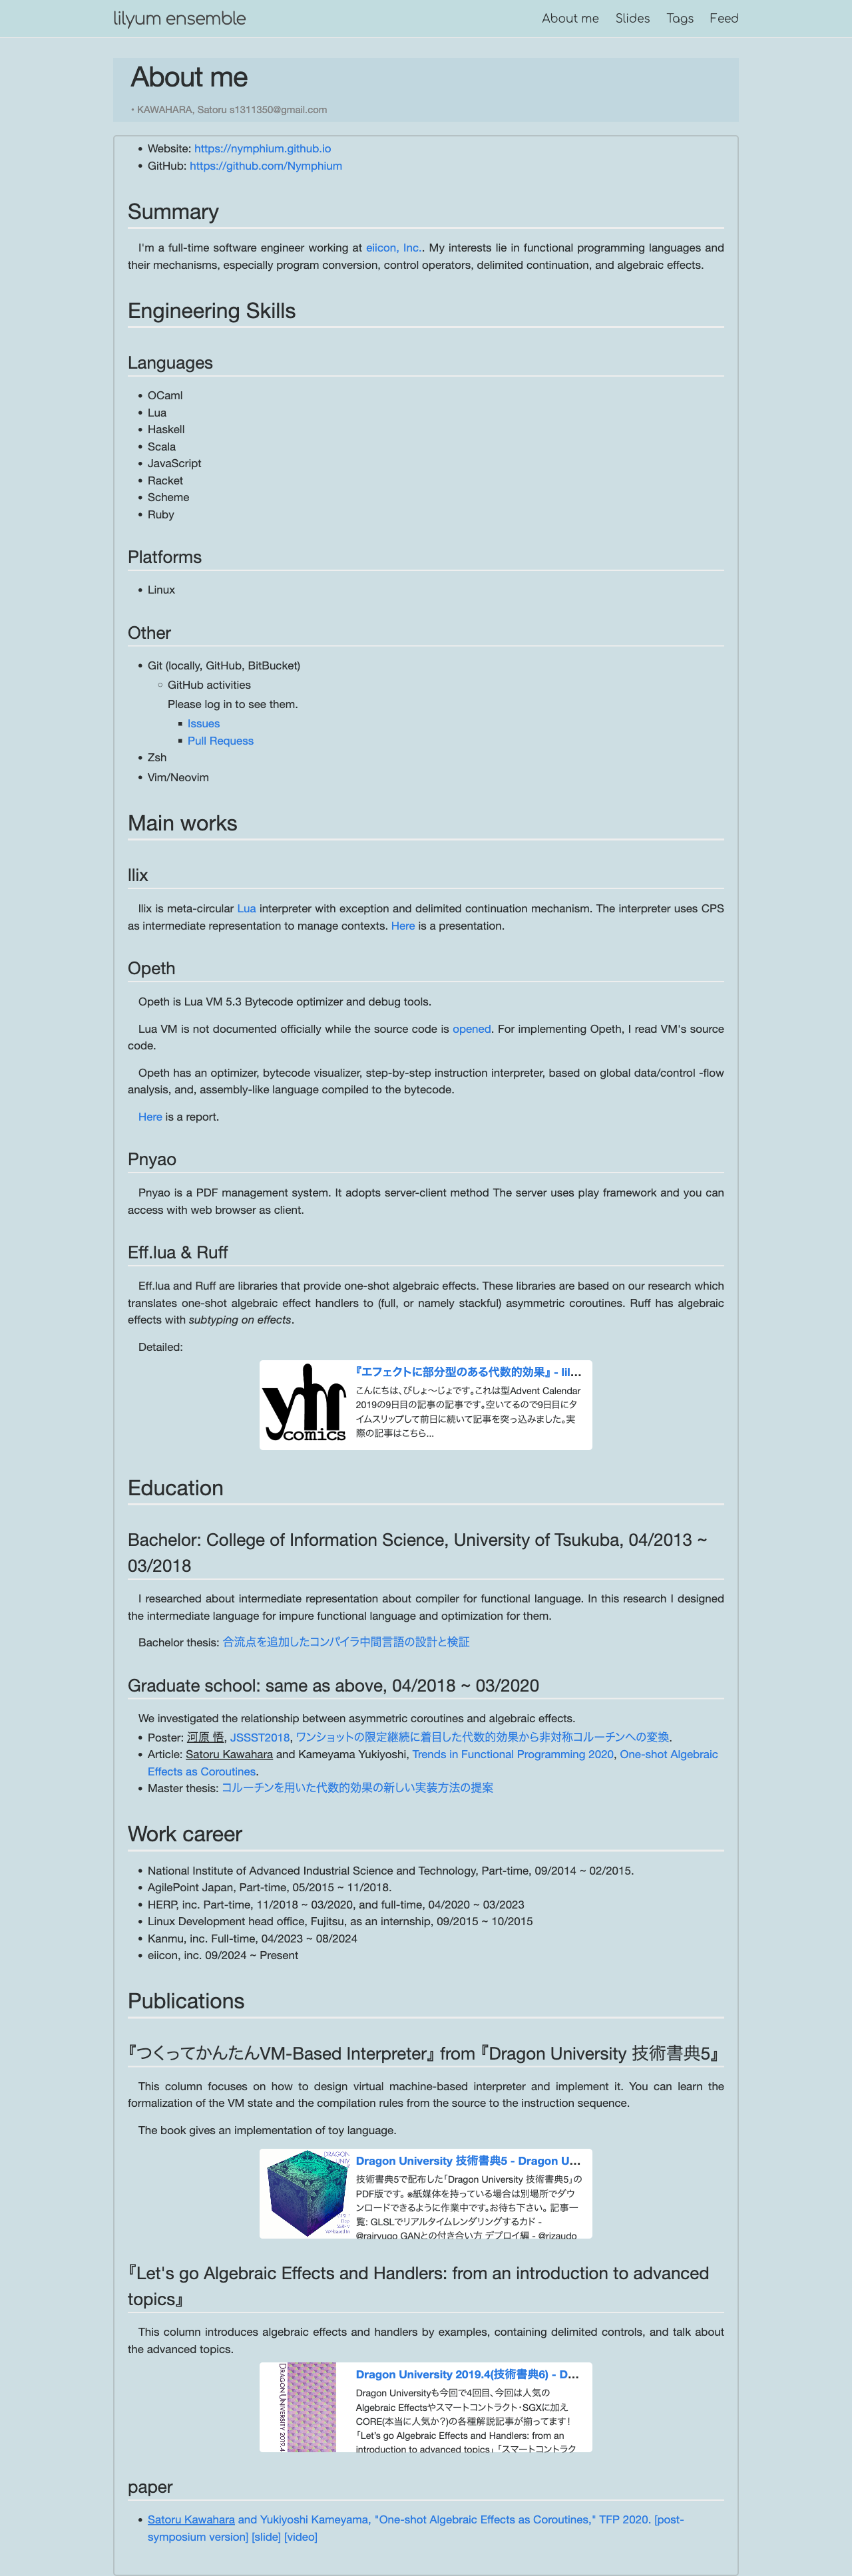 lilyum ensemble
About me Slides Tags Feed
About me
• KAWAHARA, Satoru s1311350@gmail.com
• Website: https://nymphium.github.io
• GitHub: https://github.com/Nymphium
Summary
I'm a full-time software engineer working at eiicon, Inc.. My interests lie in functional programming languages and
their mechanisms, especially program conversion, control operators, delimited continuation, and algebraic effects.
Engineering Skills
Languages
• OCaml
• Lua
• Haskell
• Scala
• JavaScript
• Racket
• Scheme
• Ruby
Platforms
• Linux
Other
• Git (locally, GitHub, BitBucket)
◦ GitHub activities
Please log in to see them.
▪ Issues
▪ Pull Requess
• Zsh
• Vim/Neovim
Main works
llix
llix is meta-circular Lua interpreter with exception and delimited continuation mechanism. The interpreter uses CPS
as intermediate representation to manage contexts. Here is a presentation.
Opeth
Opeth is Lua VM 5.3 Bytecode optimizer and debug tools.
Lua VM is not documented officially while the source code is opened. For implementing Opeth, I read VM's source
code.
Opeth has an optimizer, bytecode visualizer, step-by-step instruction interpreter, based on global data/control -flow
analysis, and, assembly-like language compiled to the bytecode.
Here is a report.
Pnyao
Pnyao is a PDF management system. It adopts server-client method The server uses play framework and you can
access with web browser as client.
Eff.lua & Ruff
Eff.lua and Ruff are libraries that provide one-shot algebraic effects. These libraries are based on our research which
translates one-shot algebraic effect handlers to (full, or namely stackful) asymmetric coroutines. Ruff has algebraic
effects with subtyping on effects.
Detailed:
comics
『エフェクトに部分型のある代数的効果』 - lil...
こんにちは、びしょ〜じょです。これは型Advent Calendar
2019の9日目の記事の記事です。空いてるので9日目にタ
イムスリップして前日に続いて記事を突っ込みました。実
際の記事はこちら...
Education
Bachelor: College of Information Science, University of Tsukuba, 04/2013 ~
03/2018
I researched about intermediate representation about compiler for functional language. In this research I designed
the intermediate language for impure functional language and optimization for them.
Bachelor thesis: 合流点を追加したコンパイラ中間言語の設計と検証
Graduate school: same as above, 04/2018 ~ 03/2020
We investigated the relationship between asymmetric coroutines and algebraic effects.
• Poster: 河原 悟, JSSST2018, ワンショットの限定継続に着目した代数的効果から非対称コルーチンへの変換.
• Article: Satoru Kawahara and Kameyama Yukiyoshi, Trends in Functional Programming 2020, One-shot Algebraic
Effects as Coroutines.
• Master thesis: コルーチンを用いた代数的効果の新しい実装方法の提案
Work career
• National Institute of Advanced Industrial Science and Technology, Part-time, 09/2014 ~ 02/2015.
• AgilePoint Japan, Part-time, 05/2015 ~ 11/2018.
• HERP, inc. Part-time, 11/2018 ~ 03/2020, and full-time, 04/2020 ~ 03/2023
• Linux Development head office, Fujitsu, as an internship, 09/2015 ~ 10/2015
• Kanmu, inc. Full-time, 04/2023 ~ 08/2024
• eiicon, inc. 09/2024 ~ Present
Publications
『つくってかんたんVM-Based Interpreter』 from 『Dragon University 技術書典5』
This column focuses on how to design virtual machine-based interpreter and implement it. You can learn the
formalization of the VM state and the compilation rules from the source to the instruction sequence.
The book gives an implementation of toy language.
Dragon University 技術書典5 - Dragon U...
技術書典5で配布した「Dragon University 技術書典5」の
PDF版です。 ※紙媒体を持っている場合は別場所でダウ
ンロードできるように作業中です。お待ち下さい。 記事一
覧: GLSLでリアルタイムレンダリングするカド -
@rairyugo GANとの付き合い方 デプロイ編 - @rizaudo
『Let's go Algebraic Effects and Handlers: from an introduction to advanced
topics』
This column introduces algebraic effects and handlers by examples, containing delimited controls, and talk about
the advanced topics.
DRAGON UNIVERSITY 2019.4
Dragon University 2019.4(技術書典6) - D...
Dragon Universityも今回で4回目、今回は人気の
Algebraic Effectsやスマートコントラクト・SGXに加え
CORE(本当に人気か?)の各種解説記事が揃ってます！
「Let's go Algebraic Effects and Handlers: from an
introduction to advanced topics」 「スマートコントラク
paper
• Satoru Kawahara and Yukiyoshi Kameyama, "One-shot Algebraic Effects as Coroutines," TFP 2020. [post-
symposium version] [slide] [video]